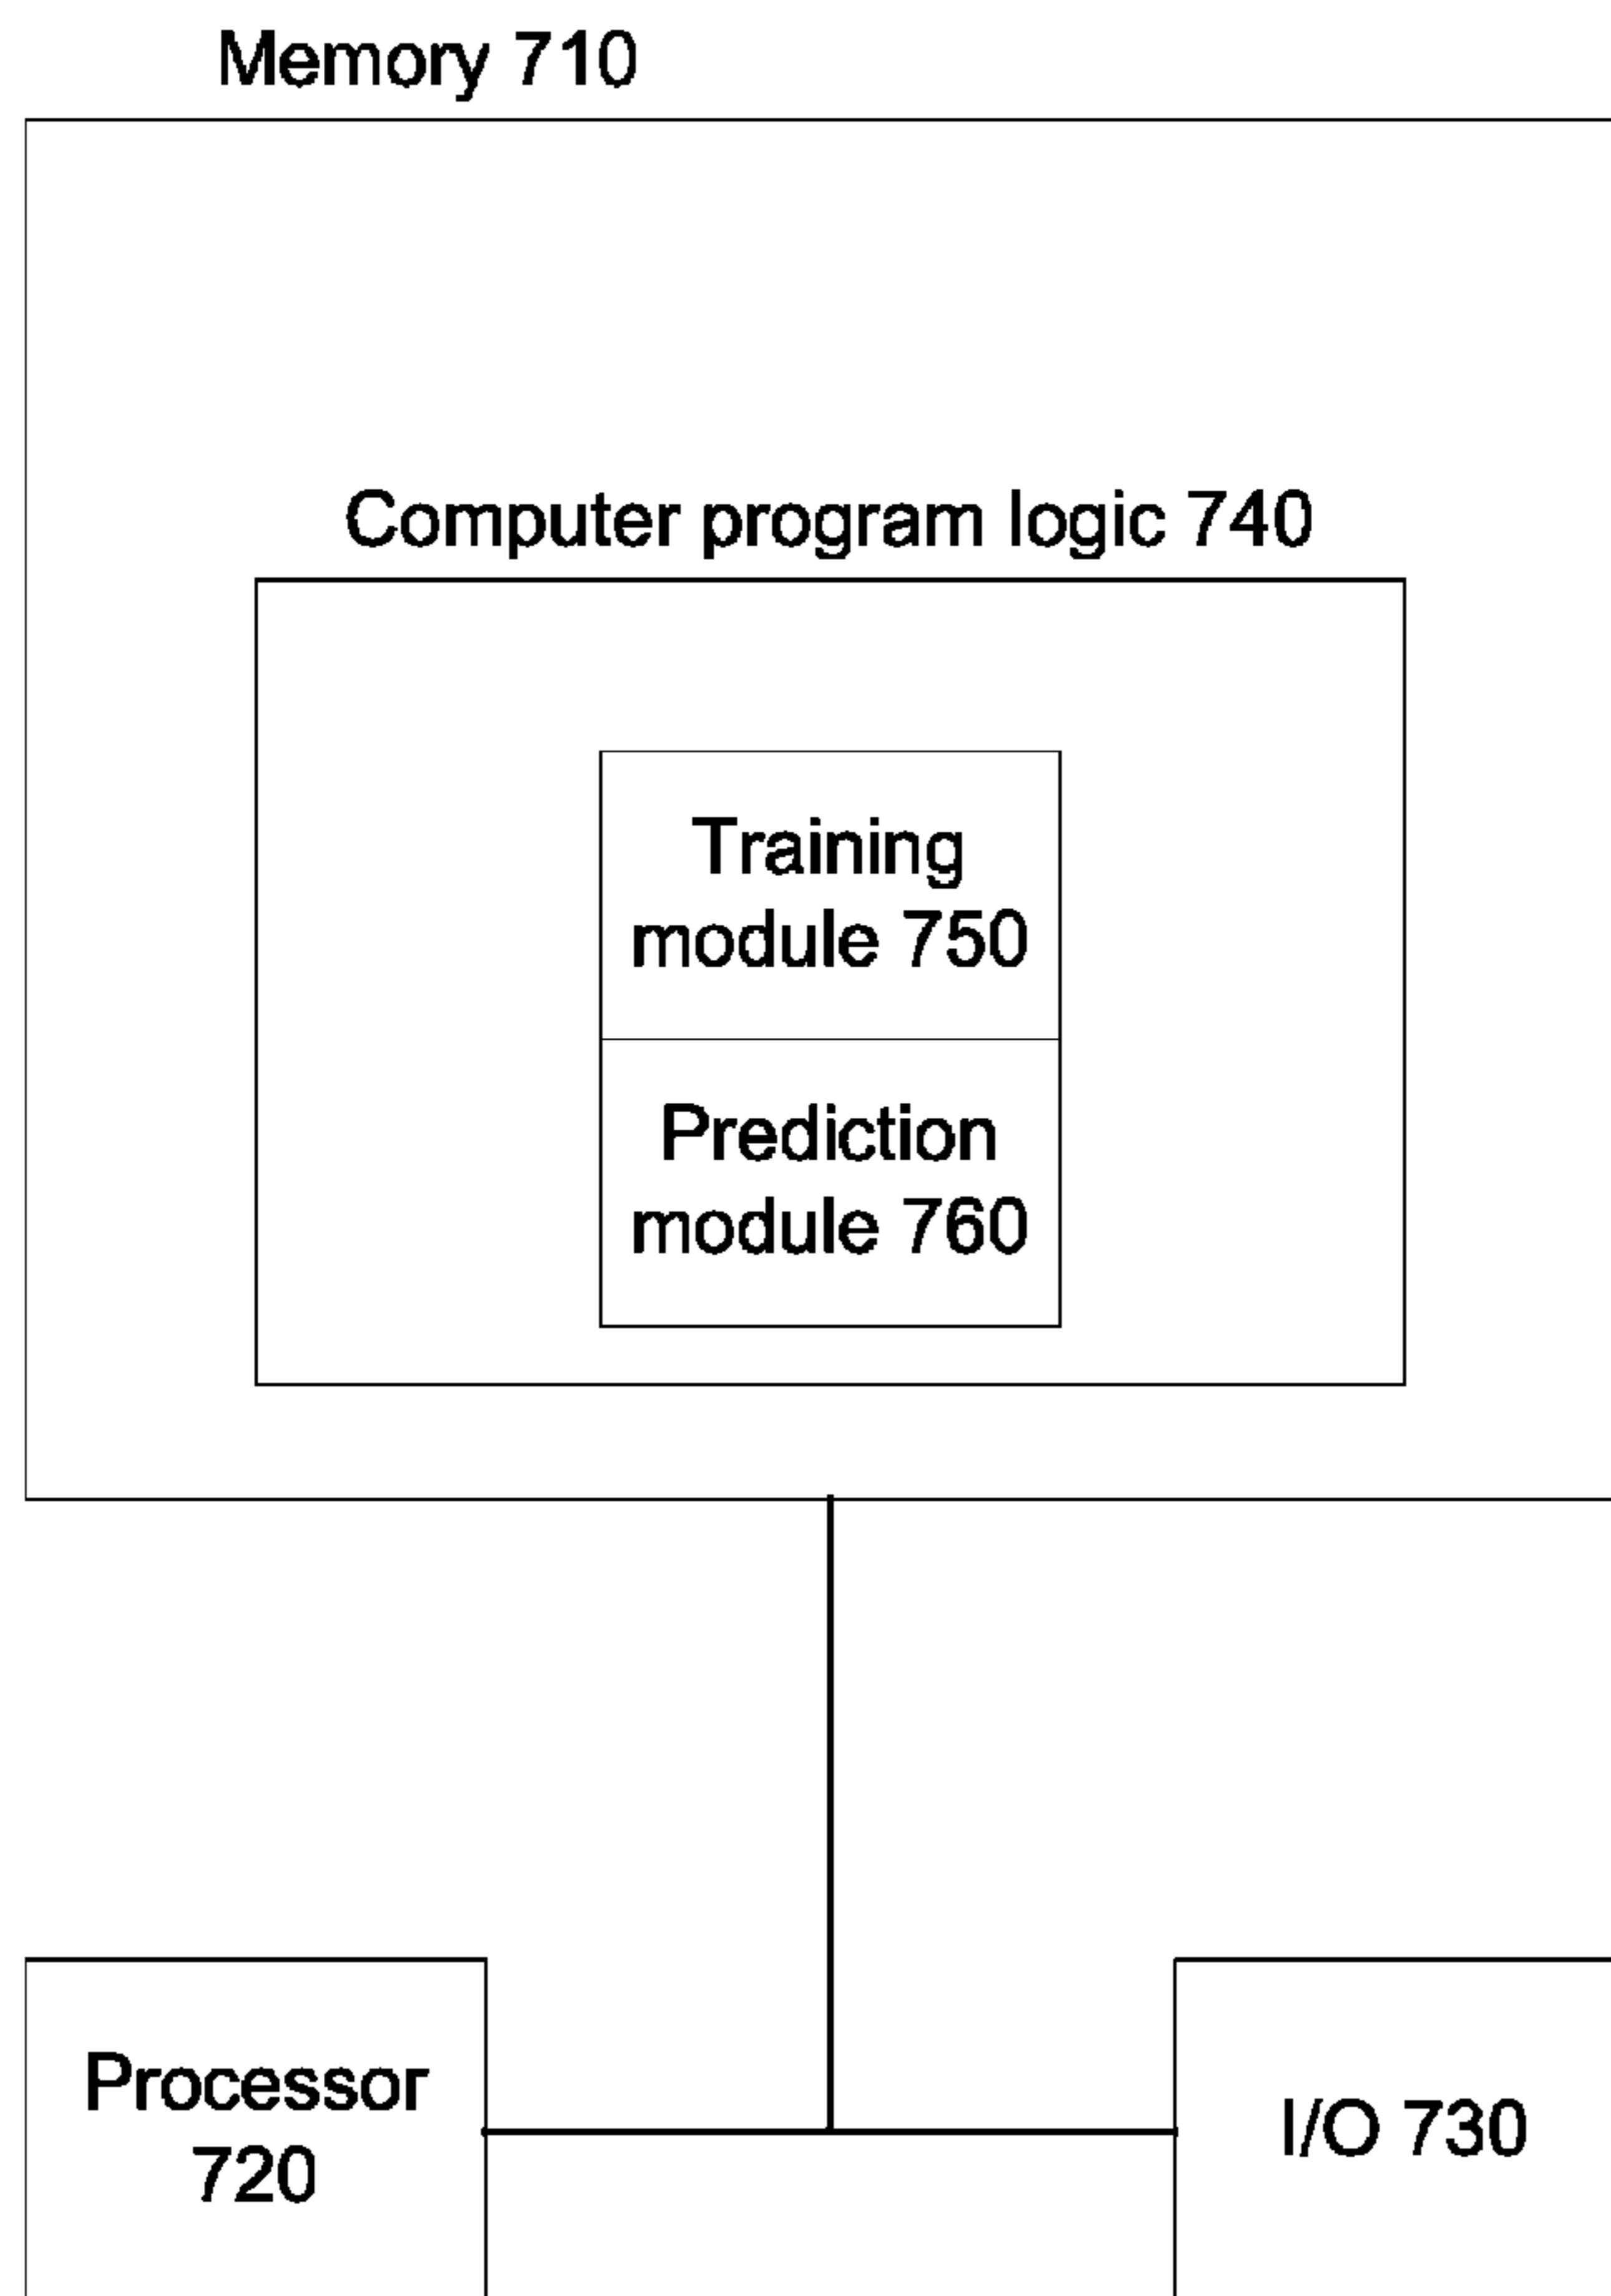 Memory 710
Computer program logic 740
Training
module 750
Prediction
module 760
Processor
720
I/O 730